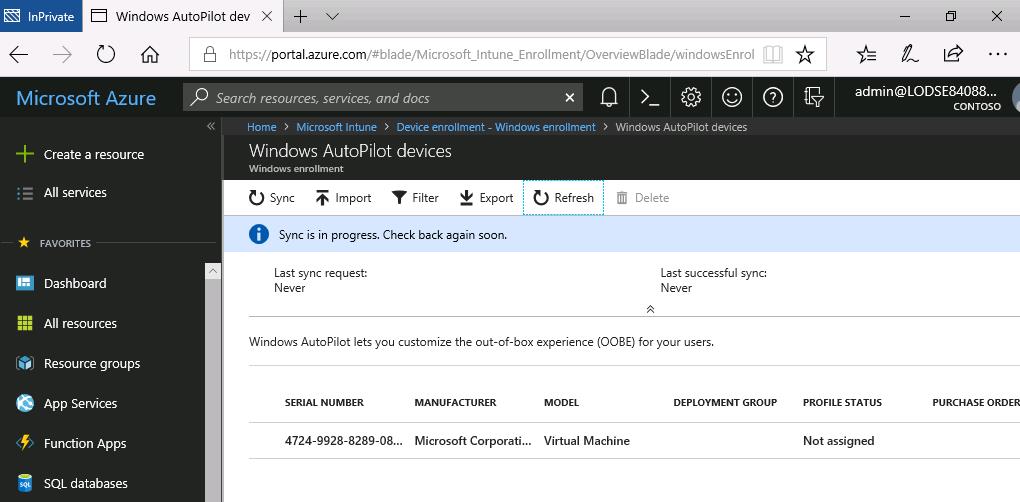 InPrivate
Windows AutoPilot dev
https://portal.azure.com/#blade/Microsoft_Intune_Enrollment/OverviewBlade/windowsEnrol
Microsoft Azure
Search resources, services, and docs
admin@LODSE84088...
CONTOSO
Home > Microsoft Intune > Device enrollment - Windows enrollment > Windows AutoPilot devices
Windows AutoPilot devices
Windows enrollment
Create a resource
All services
FAVORITES
Dashboard
All resources
Resource groups
App Services
Function Apps
SQL databases
Sync Import Filter Export Refresh Delete
Sync is in progress. Check back again soon.
Last sync request:
Never
Last successful sync:
Never
Windows AutoPilot lets you customize the out-of-box experience (OOBE) for your users.
SERIAL NUMBER MANUFACTURER MODEL DEPLOYMENT GROUP PROFILE STATUS PURCHASE ORDER
4724-9928-8289-08... Microsoft Corporati... Virtual Machine Not assigned